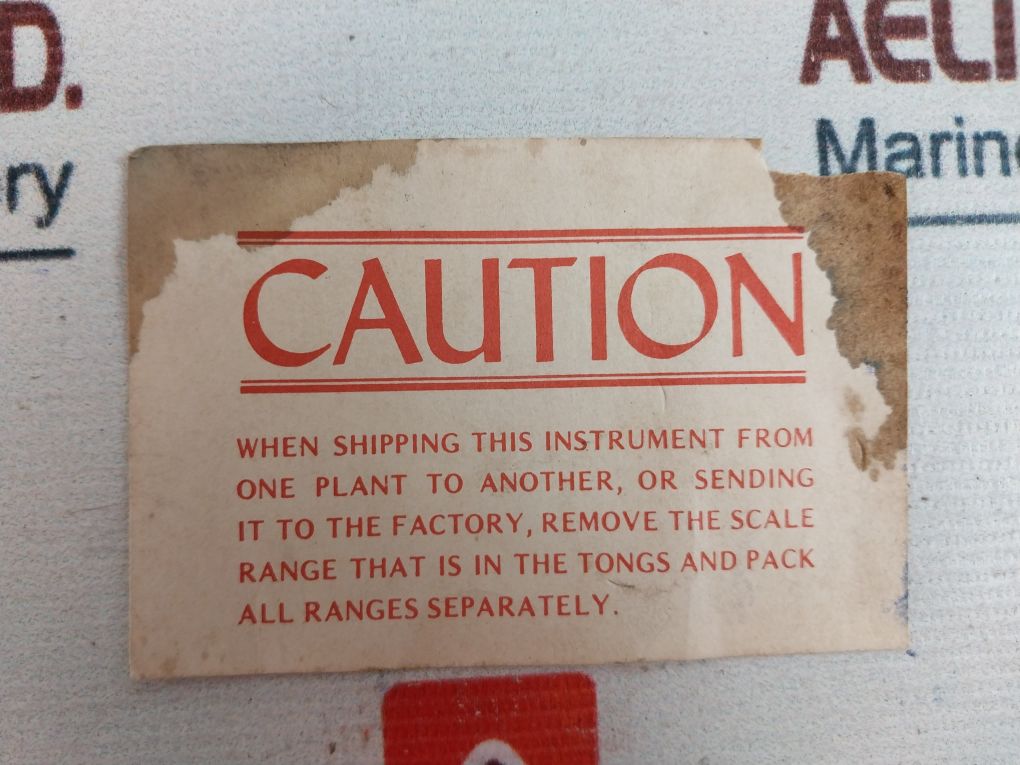 D.
AELI
ry
Marin
CAUTION
WHEN SHIPPING THIS INSTRUMENT FROM
ONE PLANT TO ANOTHER, OR SENDING
IT TO THE FACTORY, REMOVE THE SCALE
RANGE THAT IS IN THE TONGS AND PACK
ALL RANGES SEPARATELY.